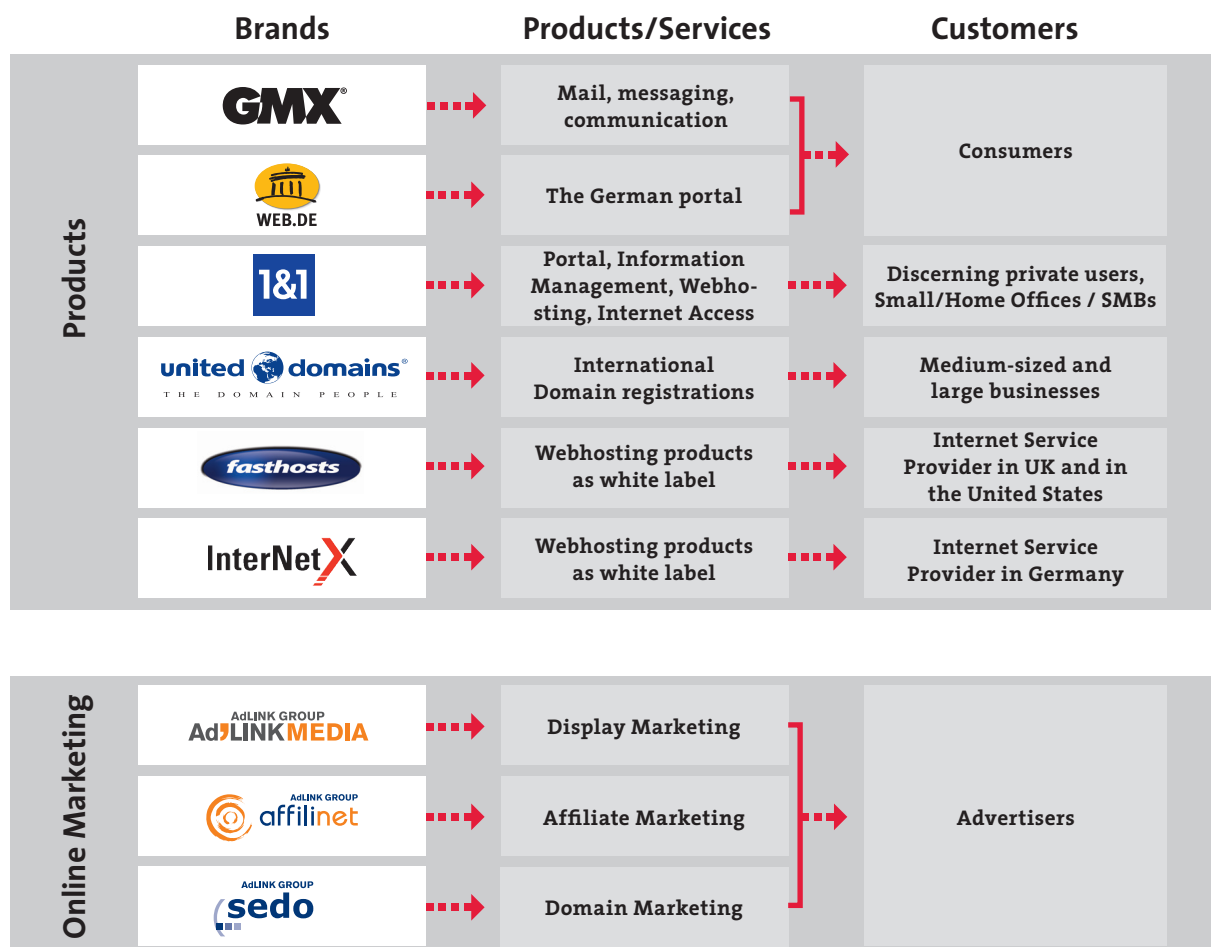 Brands Products/Services Customers
Products
GMX®
Mail, messaging,
communication
Consumers
WEB.DE
The German portal
1&1
Portal, Information
Management, Webho-
sting, Internet Access
Discerning private users,
Small/Home Offices / SMBs
united domains®
THE DOMAIN PEOPLE
International
Domain registrations
Medium-sized and
large businesses
fasthosts
Webhosting products
as white label
Internet Service
Provider in UK and in
the United States
InterNetX
Webhosting products
as white label
Internet Service
Provider in Germany
Online Marketing
AdLINK GROUP
Ad'LINKMEDIA
Display Marketing
AdLINK GROUP
affilinet
Affiliate Marketing
Advertisers
AdLINK GROUP
sedo
Domain Marketing